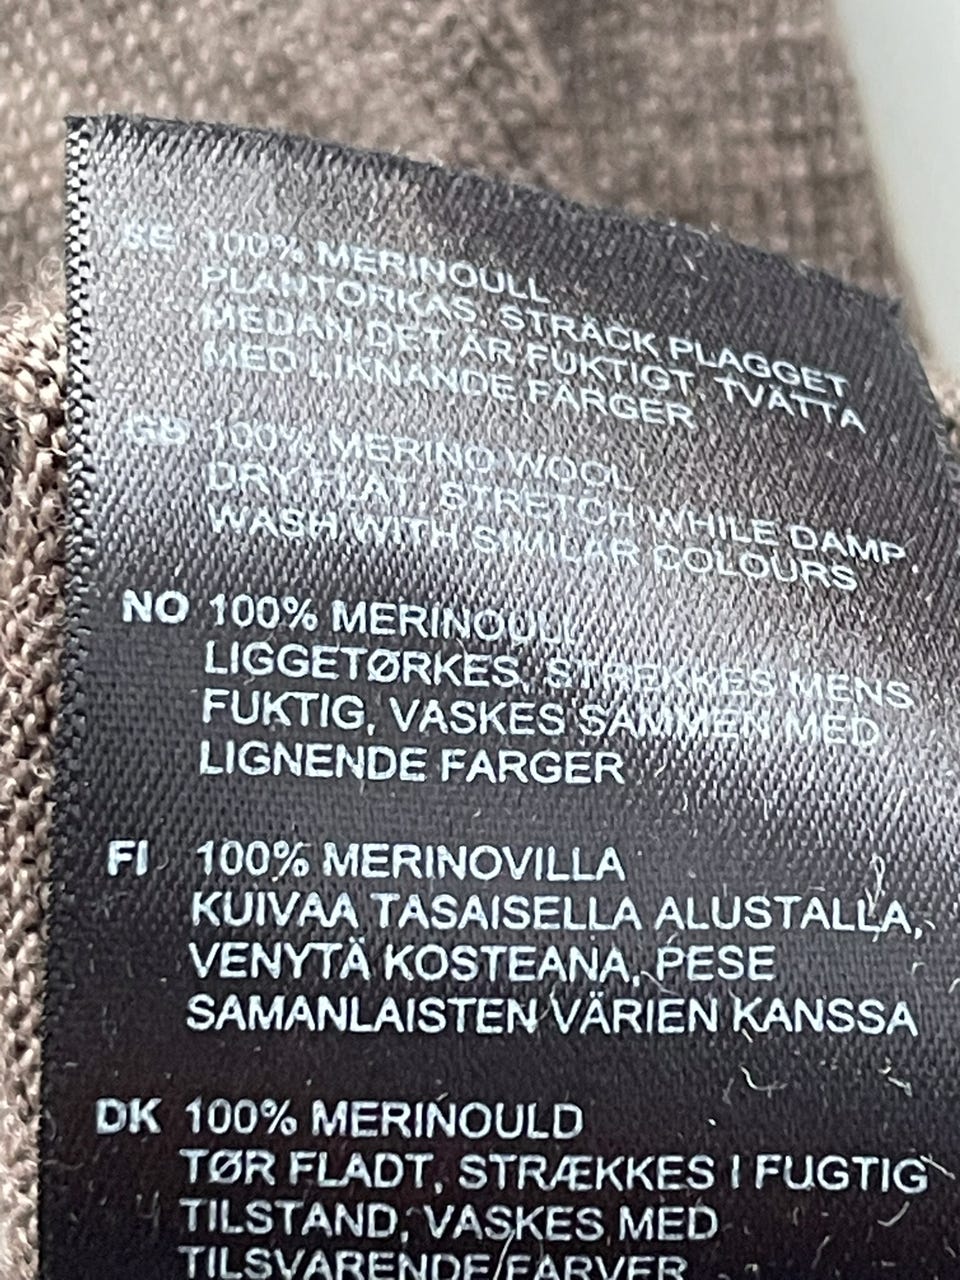 SE 100% MERINOULL
PLANTORKAS, STRÄCK PLAGGET
MEDAN DET ÄR FUKTIGT, TVÄTTA
MED LIKNANDE FÄRGER
GB 100% MERINO WOOL
DRY FLAT, STRETCH WHILE DAMP
WASH WITH SIMILAR COLOURS
NO 100% MERINOULL
LIGGETØRKES, STREKKES MENS
FUKTIG, VASKES SAMMEN MED
LIGNENDE FARGER
FI 100% MERINOVILLA
KUIVAA TASAISELLA ALUSTALLA,
VENYTÄ KOSTEANA, PESE
SAMANLAISTEN VÄRIEN KANSSA
DK 100% MERINOULD
TØR FLADT, STRÆKKES I FUGTIG
TILSTAND, VASKES MED
TILSVARENDE FARVER